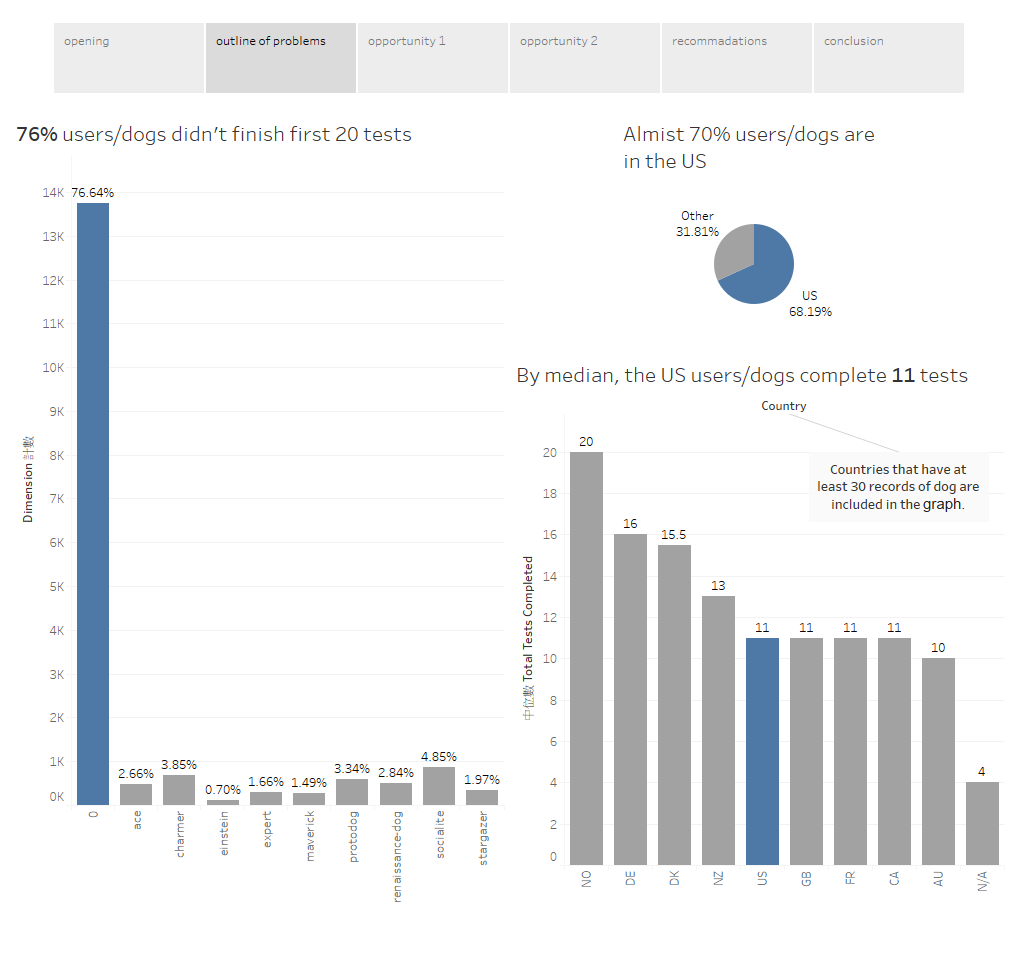 opening
outline of problems
opportunity 1
opportunity 2
recommadations
conclusion
76% users/dogs didn't finish first 20 tests
14K
13K
12K
11K
10K
9K
8K
7K
6K
5K
4K
3K
2K
1K
0K
Dimension 計數
76.64%
2.66%
3.85%
0.70%
1.66%
1.49%
3.34%
2.84%
4.85%
1.97%
0
ace
charmer
einstein
expert
maverick
protodog
renaissance-dog
socialite
stargazer
Almist 70% users/dogs are
in the US
Other
31.81%
US
68.19%
By median, the US users/dogs complete 11 tests
Country
Countries that have at
least 30 records of dog are
included in the graph.
20
18
16
14
12
10
8
6
4
2
0
中位數 Total Tests Completed
20
16
15.5
13
11
11
11
11
10
4
NO
DE
DK
NZ
US
GB
FR
CA
AU
N/A